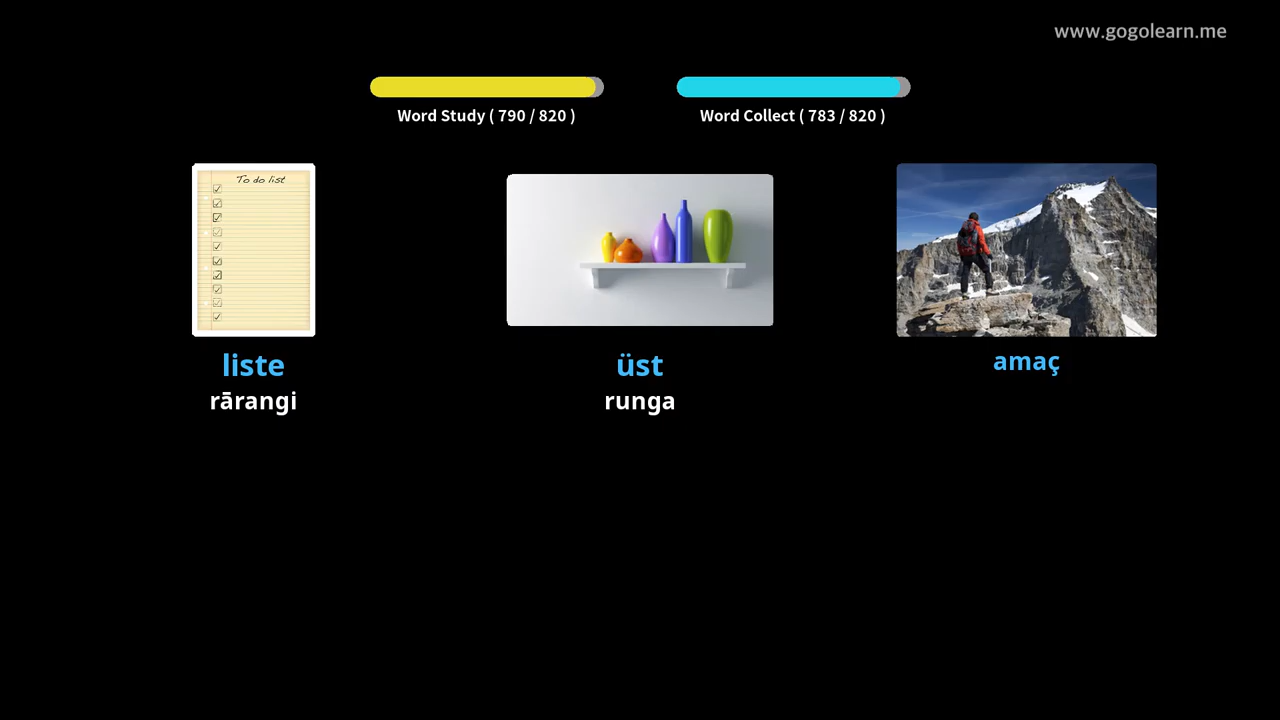 www.gogolearn.me
Word Study ( 790 / 820 )
Word Collect ( 783 / 820 )
To do list
liste
rārangi
üst
runga
amaç